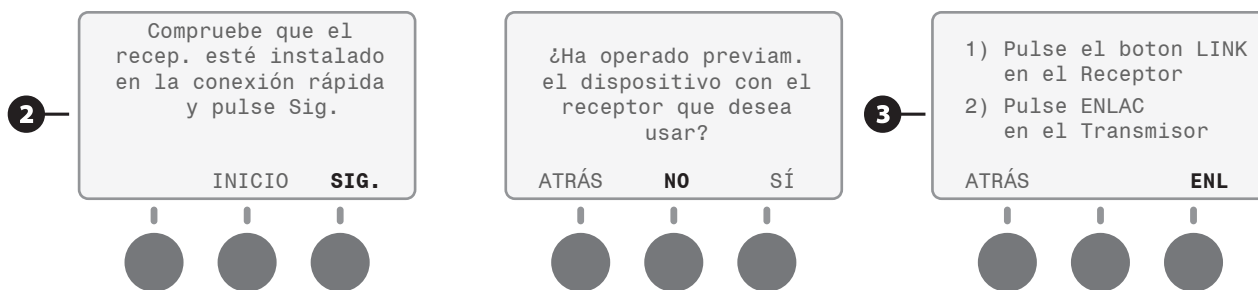 2
Compruebe que el
recep. esté instalado
en la conexión rápida
y pulse Sig.
INICIO SIG.
¿Ha operado previam.
el dispositivo con el
receptor que desea
usar?
ATRÁS NO SÍ
3
1) Pulse el boton LINK
en el Receptor
2) Pulse ENLAC
en el Transmisor
ATRÁS ENL